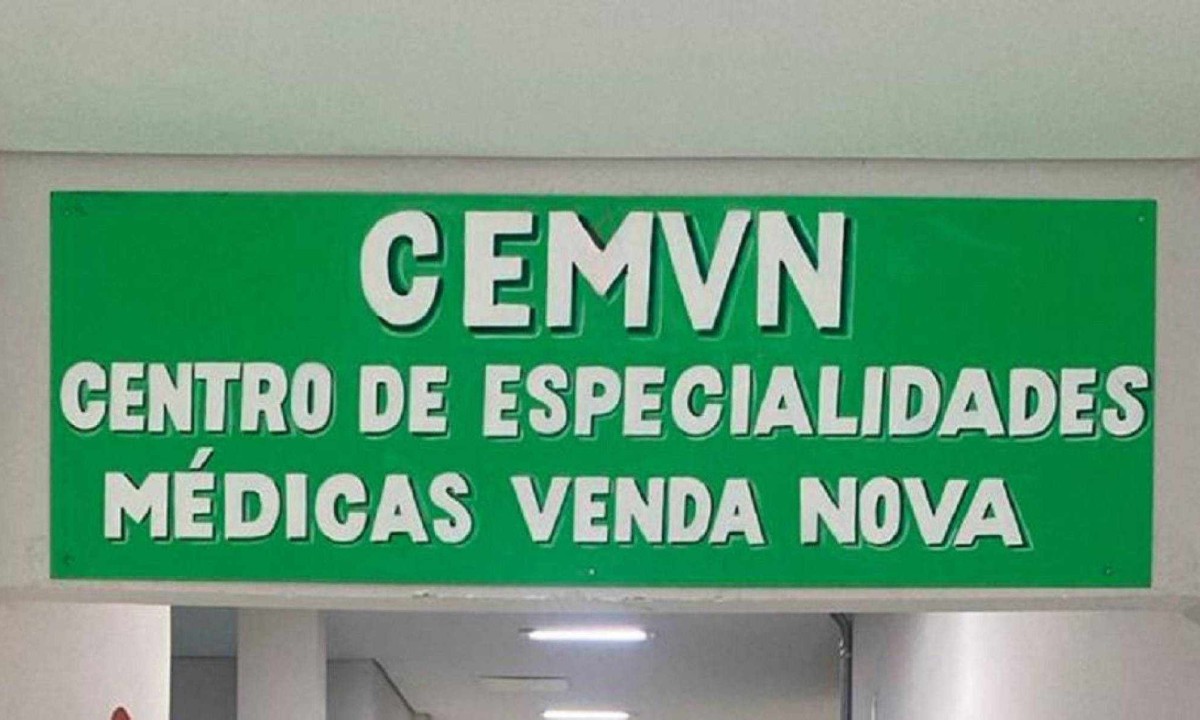 CEMVN
CENTRO DE ESPECIALIDADES
MÉDICAS VENDA NOVA